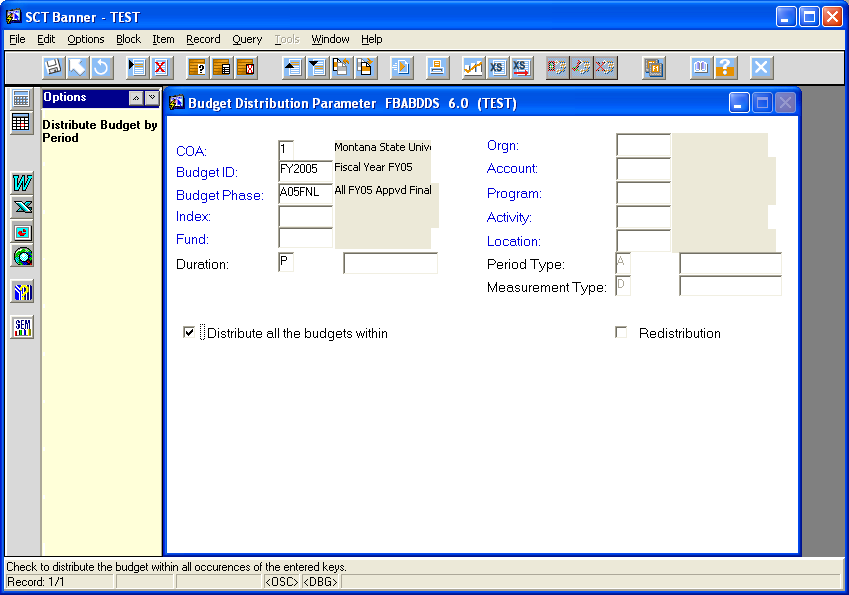 SCT Banner - TEST
File Edit Options Block Item Record Query Tools Window Help
Options
Distribute Budget by
Period
Budget Distribution Parameter FBABDDS 6.0 (TEST)
COA: 1 Montana State Univ
Budget ID: FY2005 Fiscal Year FY05
Budget Phase: A05FNL All FY05 Appvd Final
Index:
Fund:
Duration: P
Orgn:
Account:
Program:
Activity:
Location:
Period Type: A
Measurement Type: D
Distribute all the budgets within
Redistribution
Check to distribute the budget within all occurences of the entered keys.
Record: 1/1 <OSC> <DBG>
XS
XS
W
X
SEM